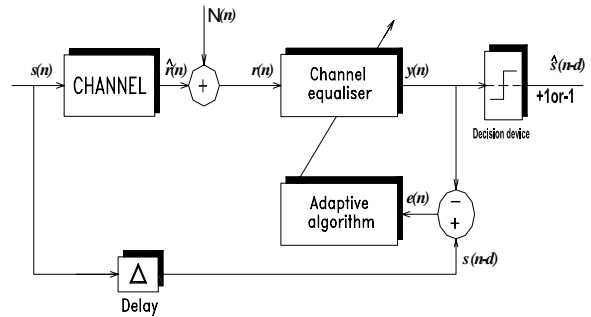 N(n)
s(n)
CHANNEL
r̂(n)
+
r(n)
Channel
equaliser
y(n)
ŝ(n-d)
+1or-1
Decision device
Adaptive
algorithm
e(n)
−
+
s(n-d)
Δ
Delay